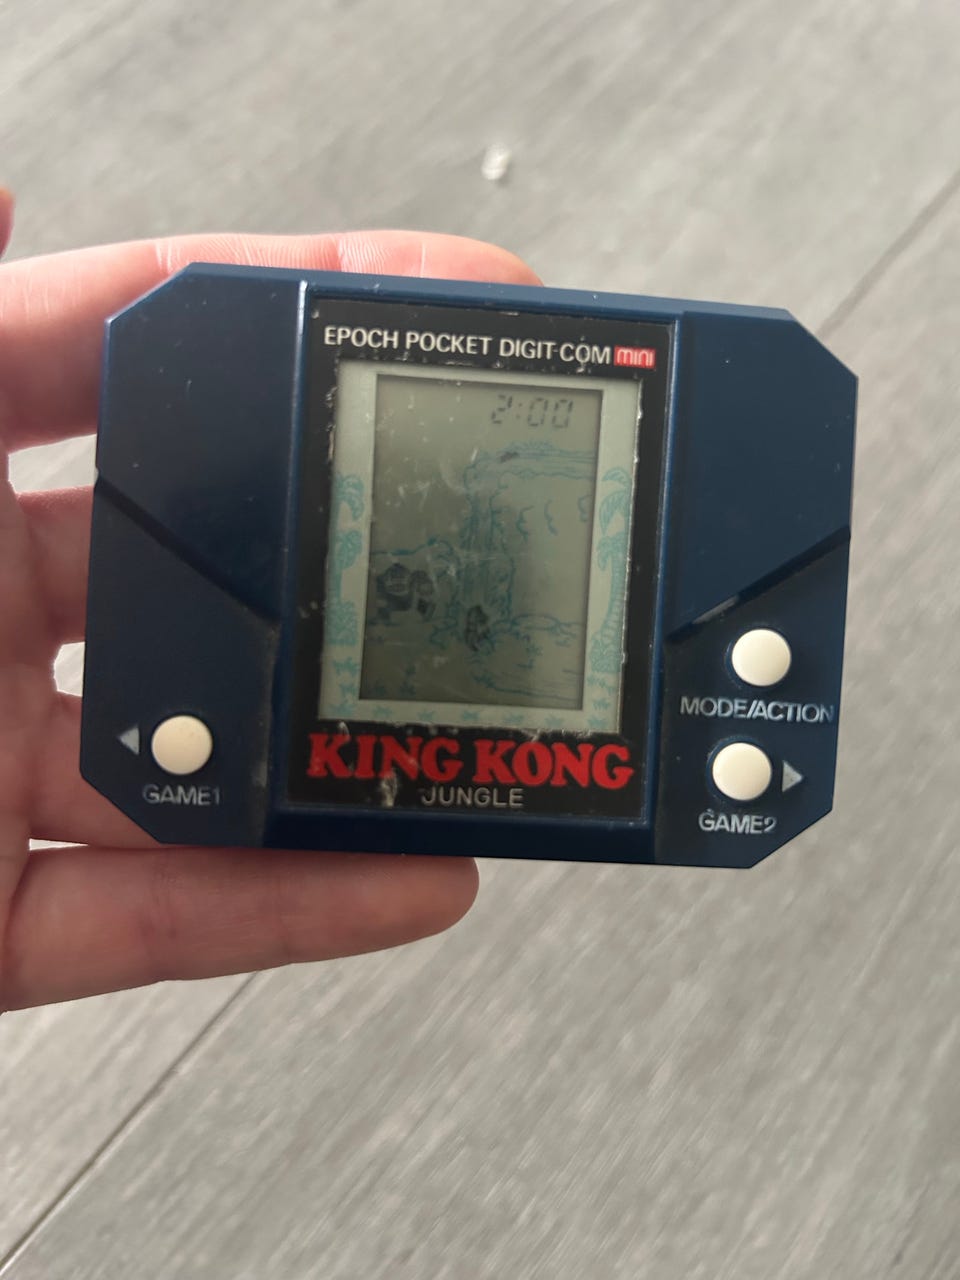 EPOCH POCKET DIGIT-COM mini
2:00
MODE/ACTION
KING KONG
JUNGLE
GAME1
GAME2